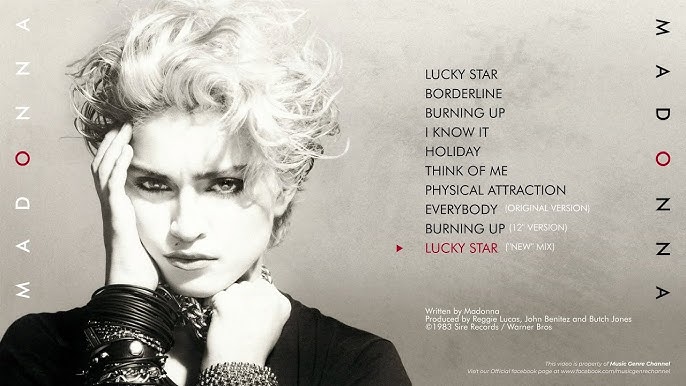 MADONNA
MADONNA
LUCKY STAR
BORDERLINE
BURNING UP
I KNOW IT
HOLIDAY
THINK OF ME
PHYSICAL ATTRACTION
EVERYBODY (ORIGINAL VERSION)
BURNING UP (12" VERSION)
LUCKY STAR ("NEW" MIX)
Written by Madonna
Produced by Reggie Lucas, John Benitez and Butch Jones
©1983 Sire Records / Warner Bros
This video is property of Music Genre Channel
Visit our Official facebook page at www.facebook.com/musicgenrechannel